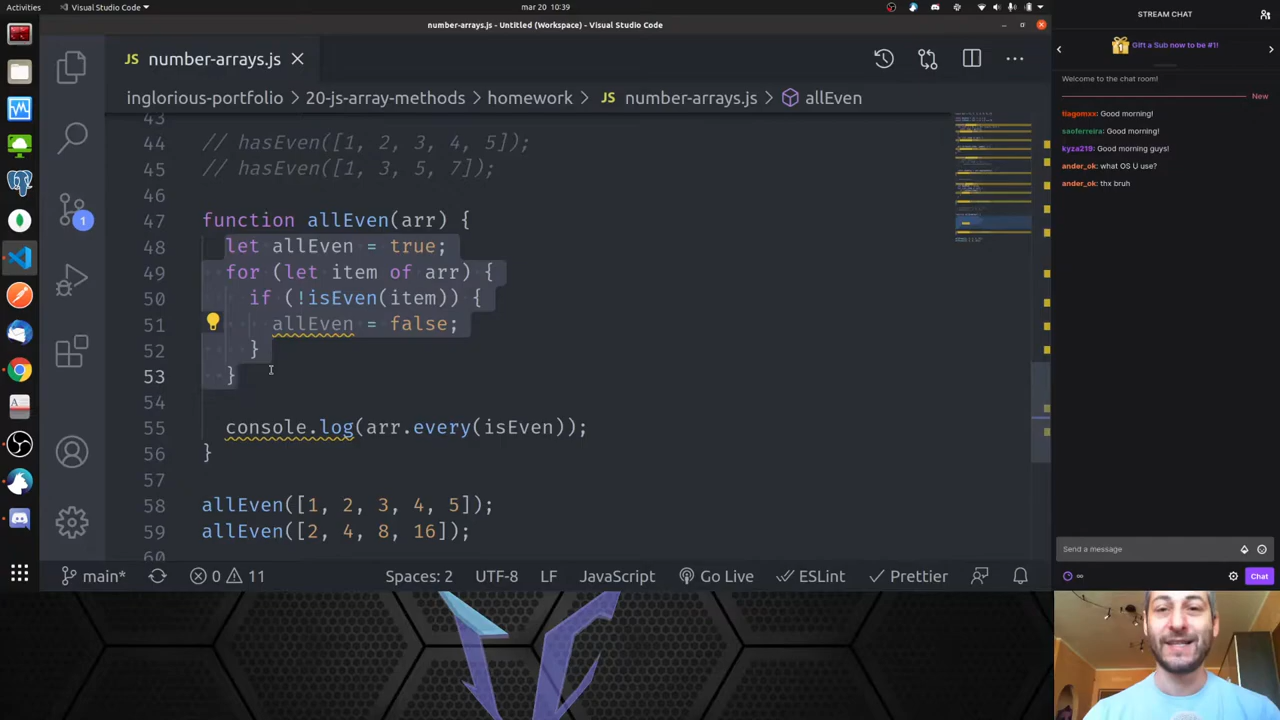 Activities
Visual Studio Code
mar 20 10:39
number-arrays.js - Untitled (Workspace) - Visual Studio Code
JS number-arrays.js
inglorious-portfolio > 20-js-array-methods > homework > JS number-arrays.js > allEven
43
44 // hasEven([1, 2, 3, 4, 5]);
45 // hasEven([1, 3, 5, 7]);
46
47 function allEven(arr) {
48 let allEven = true;
49 for (let item of arr) {
50 if (!isEven(item)) {
51 allEven = false;
52 }
53 }
54
55 console.log(arr.every(isEven));
56 }
57
58 allEven([1, 2, 3, 4, 5]);
59 allEven([2, 4, 8, 16]);
60
1
main*
0
11
Spaces: 2
UTF-8
LF
JavaScript
Go Live
ESLint
Prettier
STREAM CHAT
1
Gift a Sub now to be #1!
Welcome to the chat room!
New
tiagomxx: Good morning!
saoferreira: Good morning!
kyza219: Good morning guys!
ander_ok: what OS U use?
ander_ok: thx bruh
Send a message
Chat